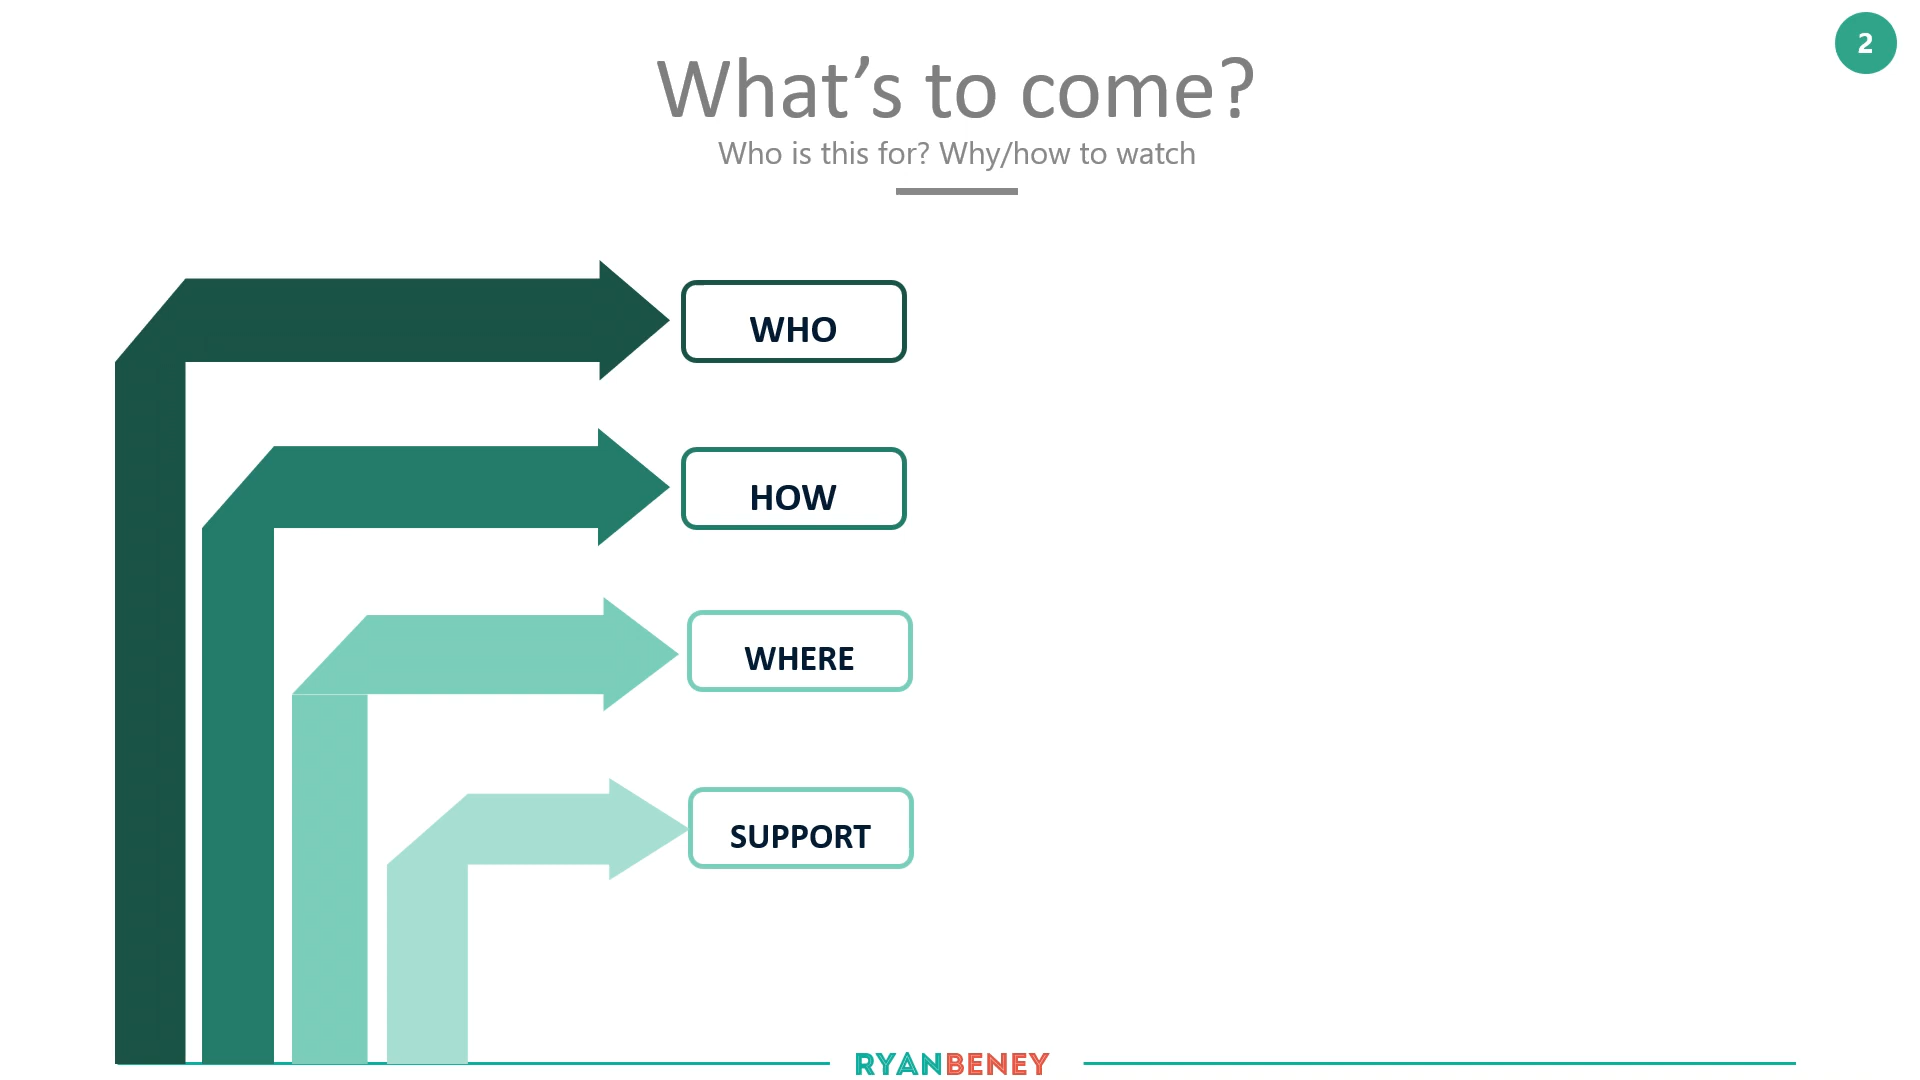 2
What’s to come?
Who is this for? Why/how to watch
WHO
HOW
WHERE
SUPPORT
RYANBENEY